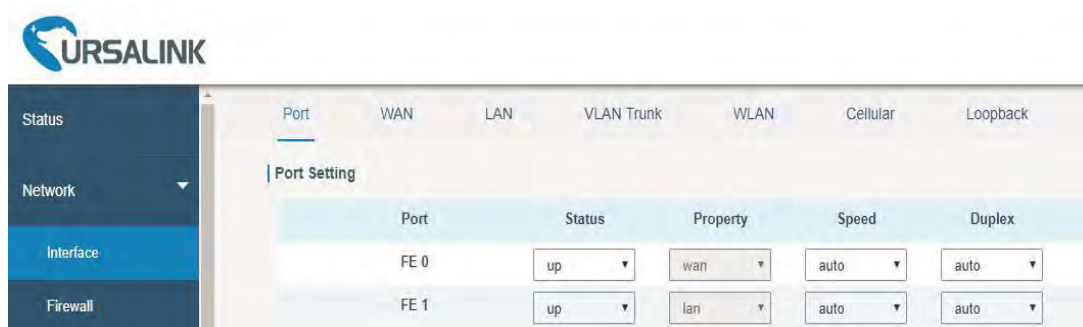 URSALINK
Status
Network
Interface
Firewall
Port WAN LAN VLAN Trunk WLAN Cellular Loopback
Port Setting
Port Status Property Speed Duplex
FE 0 up wan auto auto
FE 1 up lan auto auto